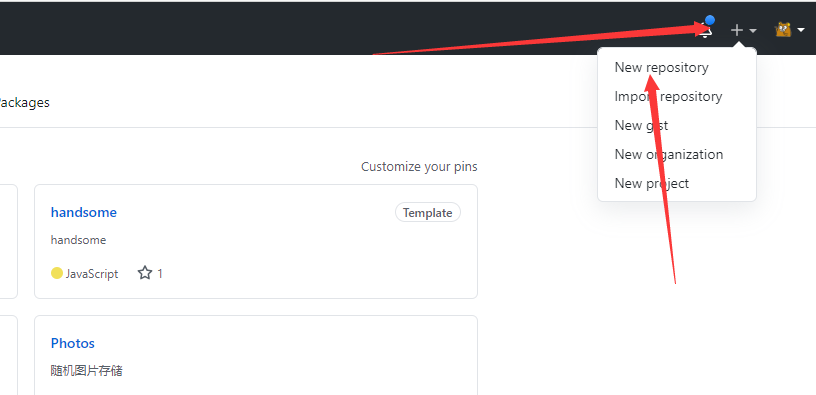 New repository
Import repository
New gist
New organization
New project
ackages
Customize your pins
handsome
Template
handsome
JavaScript
1
Photos
随机图片存储